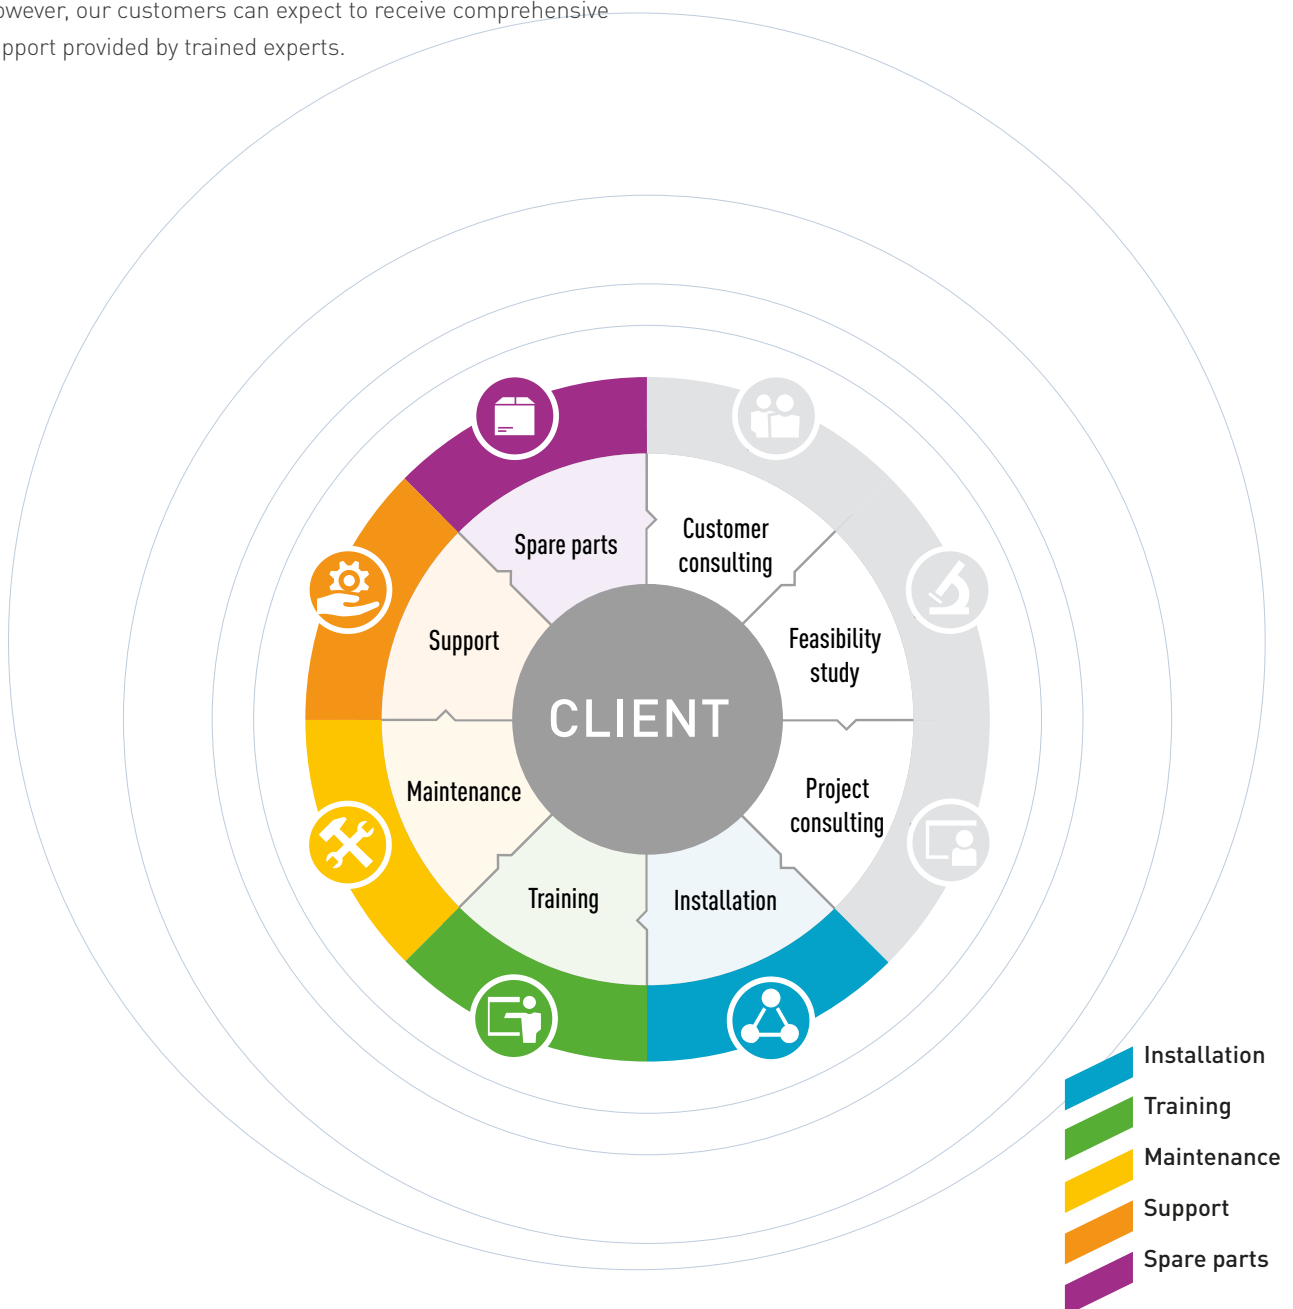 owever, our customers can expect to receive comprehensive
pport provided by trained experts.
Spare parts
Customer
consulting
Support
Feasibility
study
CLIENT
Maintenance
Project
consulting
Training
Installation
Installation
Training
Maintenance
Support
Spare parts